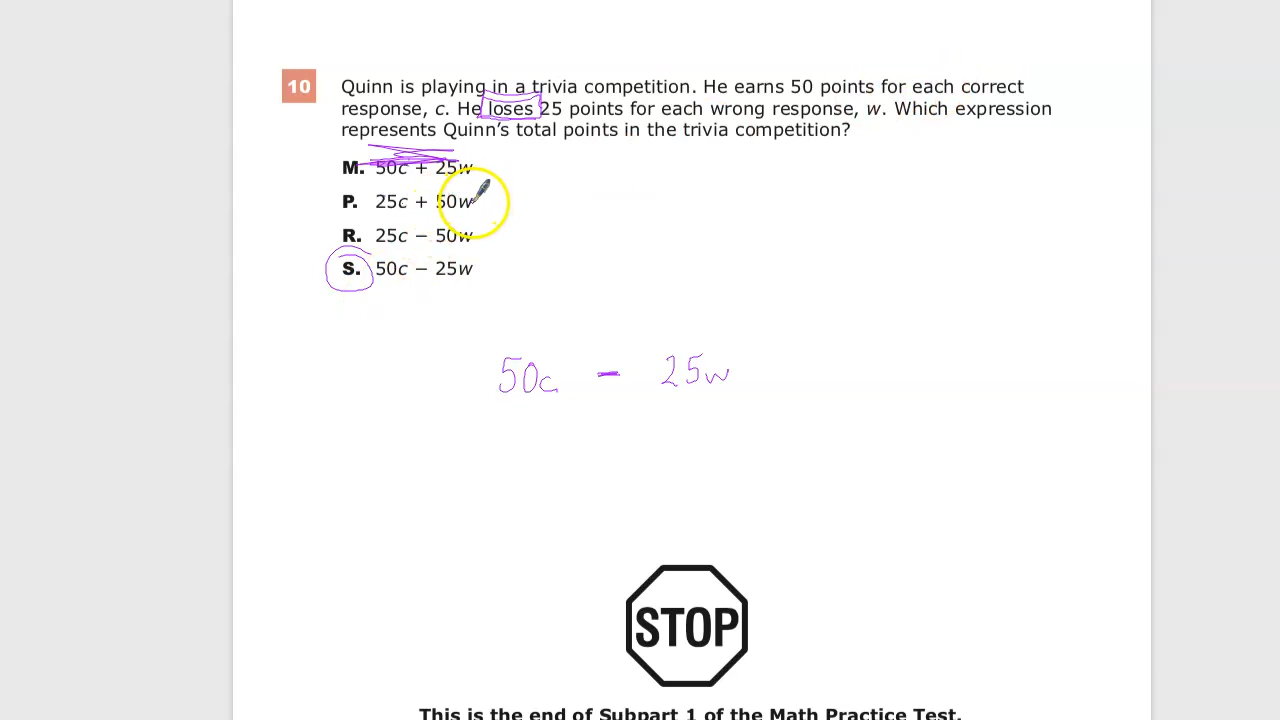 10 Quinn is playing in a trivia competition. He earns 50 points for each correct
response, c. He loses 25 points for each wrong response, w. Which expression
represents Quinn's total points in the trivia competition?
M. 50c + 25w
P. 25c + 50w
R. 25c − 50w
S. 50c − 25w
50c - 25w
STOP
This is the end of Subpart 1 of the Math Practice Test.